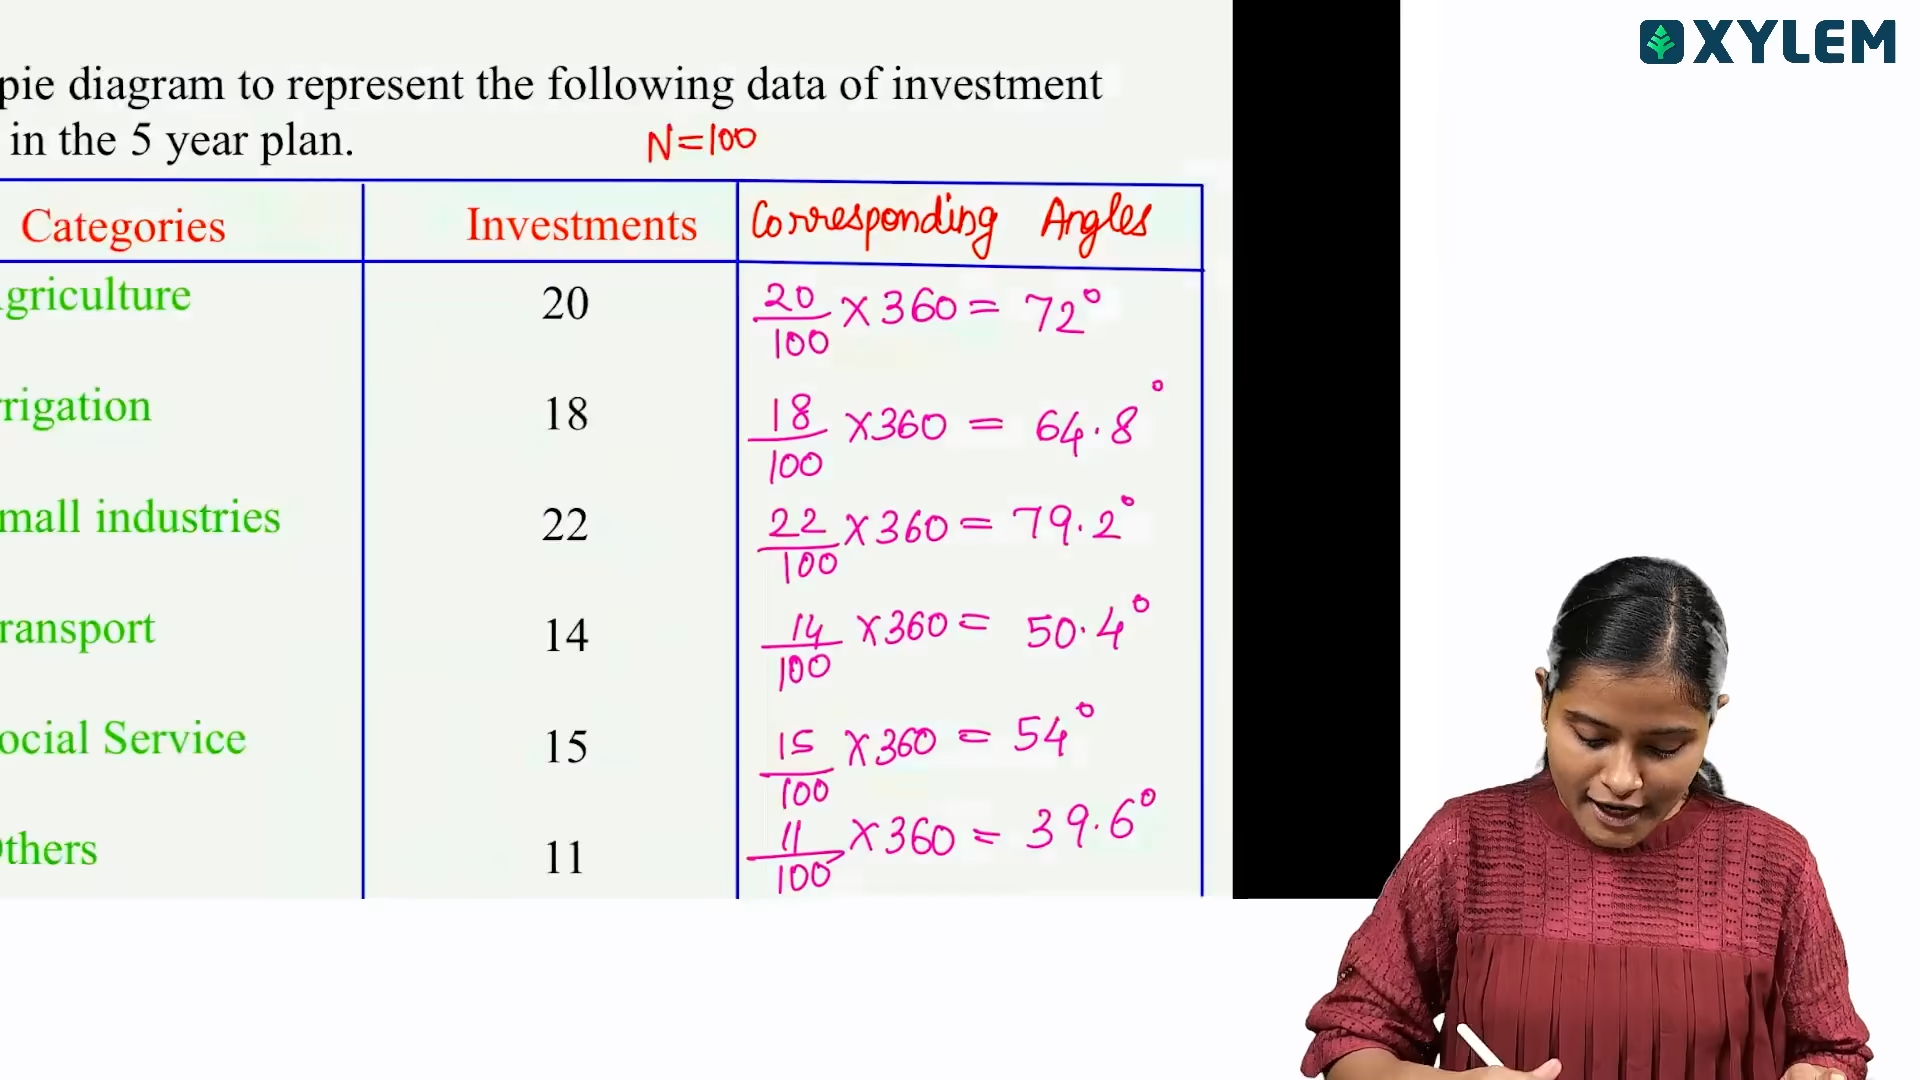 XYLEM
pie diagram to represent the following data of investment
in the 5 year plan.
N=100
Categories Investments Corresponding Angles
griculture 20 20/100 × 360 = 72°
rrigation 18 18/100 ×360 = 64.8°
mall industries 22 22/100 ×360 = 79.2°
ransport 14 14/100 ×360 = 50.4°
ocial Service 15 15/100 ×360 = 54°
thers 11 11/100 ×360 = 39.6°